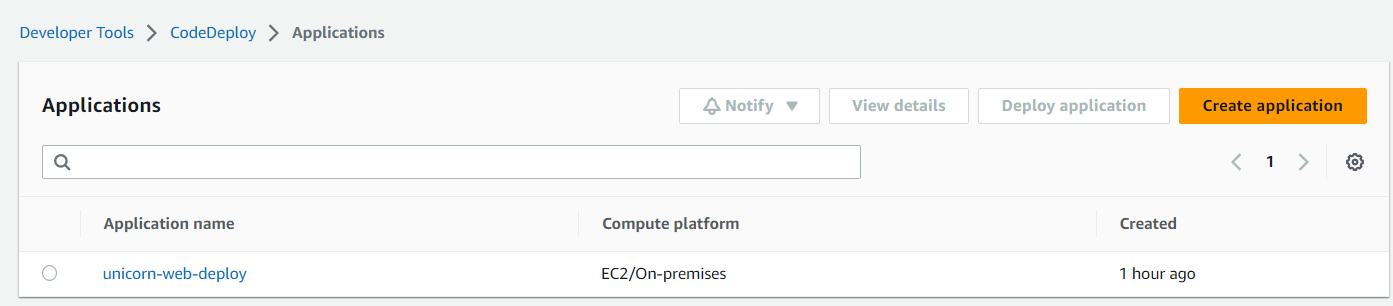 Developer Tools > CodeDeploy > Applications
Applications
Notify View details Deploy application Create application
1
Application name Compute platform Created
unicorn-web-deploy EC2/On-premises 1 hour ago